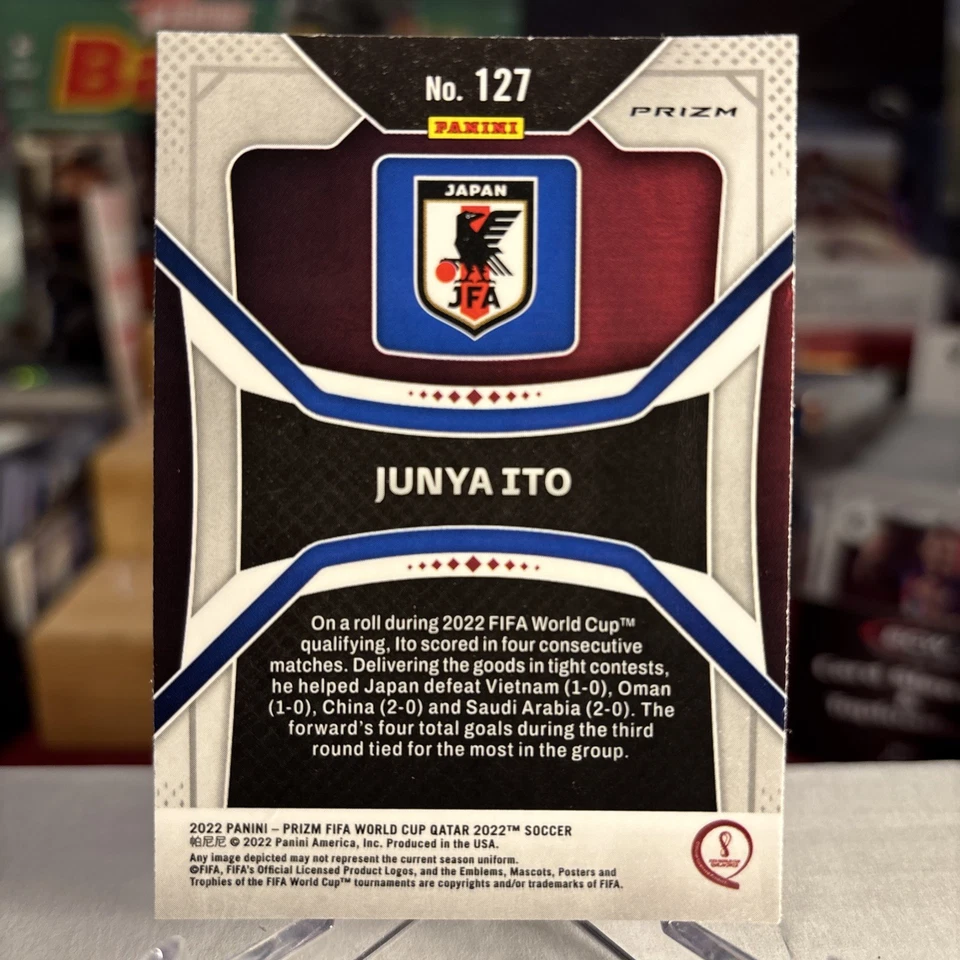 No. 127
PRIZM
PANINI
JAPAN
JFA
JUNYA ITO
On a roll during 2022 FIFA World Cup™
qualifying, Ito scored in four consecutive
matches. Delivering the goods in tight contests,
he helped Japan defeat Vietnam (1-0), Oman
(1-0), China (2-0) and Saudi Arabia (2-0). The
forward's four total goals during the third
round tied for the most in the group.
2022 PANINI – PRIZM FIFA WORLD CUP QATAR 2022™ SOCCER
帕尼尼 © 2022 Panini America, Inc. Produced in the USA.
Any image depicted may not represent the current season uniform.
©FIFA, FIFA's Official Licensed Product Logos, and the Emblems, Mascots, Posters and
Trophies of the FIFA World Cup™ tournaments are copyrights and/or trademarks of FIFA.